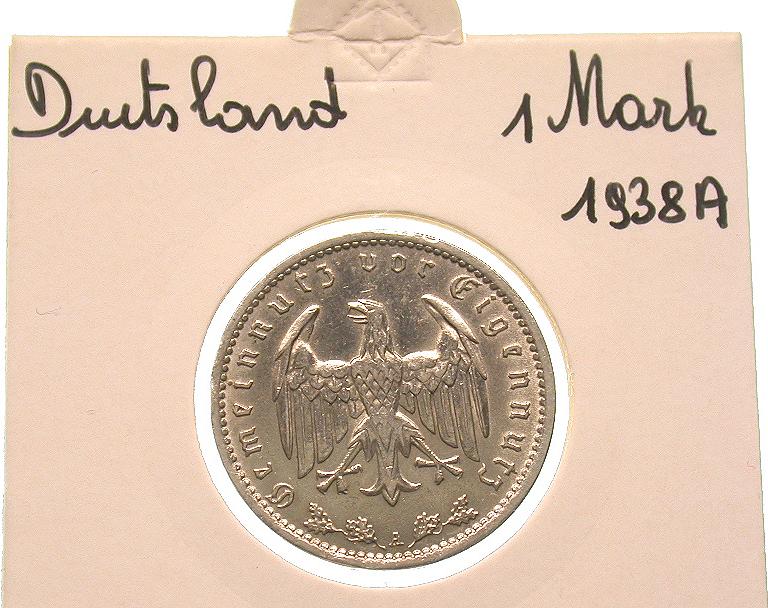 Duitsland
1 Mark
1938A
Gemeinnutz vor Eigennutz
A